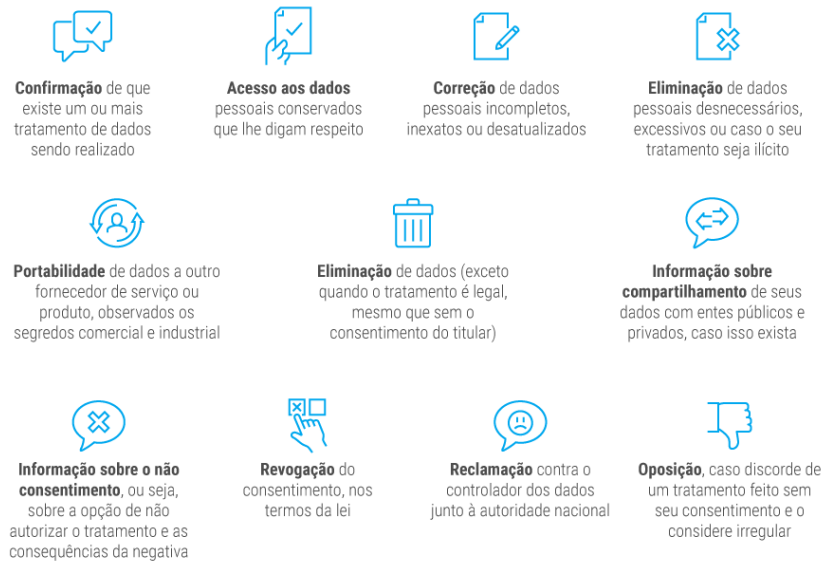 Confirmação de que
existe um ou mais
tratamento de dados
sendo realizado
Acesso aos dados
pessoais conservados
que lhe digam respeito
Correção de dados
pessoais incompletos,
inexatos ou desatualizados
Eliminação de dados
pessoais desnecessários,
excessivos ou caso o seu
tratamento seja ilícito
Portabilidade de dados a outro
fornecedor de serviço ou
produto, observados os
segredos comercial e industrial
Eliminação de dados (exceto
quando o tratamento é legal,
mesmo que sem o
consentimento do titular)
Informação sobre
compartilhamento de seus
dados com entes públicos e
privados, caso isso exista
Informação sobre o não
consentimento, ou seja,
sobre a opção de não
autorizar o tratamento e as
consequências da negativa
Revogação do
consentimento, nos
termos da lei
Reclamação contra o
controlador dos dados
junto à autoridade nacional
Oposição, caso discorde de
um tratamento feito sem
seu consentimento e o
considere irregular